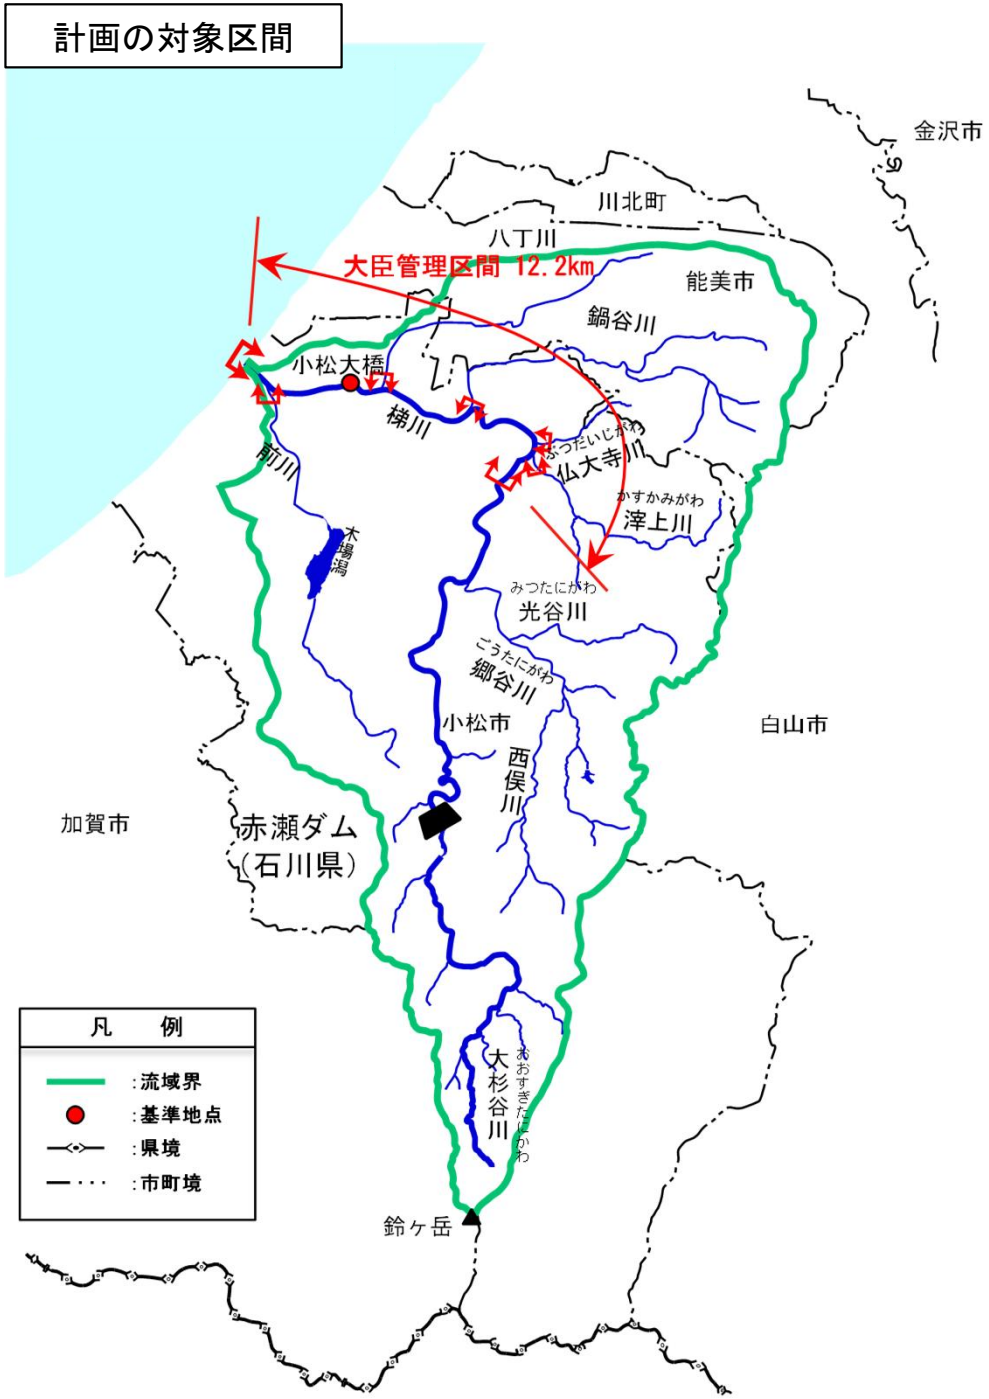 計画の対象区間
金沢市
川北町
八丁川
大臣管理区間 12.2km
能美市
鍋谷川
小松大橋
梯川
前川
ぶつだいじがわ
仏大寺川
かすかみがわ
滓上川
木場潟
みつたにがわ
光谷川
ごうたにがわ
郷谷川
小松市
西俣川
白山市
加賀市
赤瀬ダム
（石川県）
凡 例
:流域界
:基準地点
:県境
:市町境
大杉谷川
おおすぎたにがわ
鈴ヶ岳